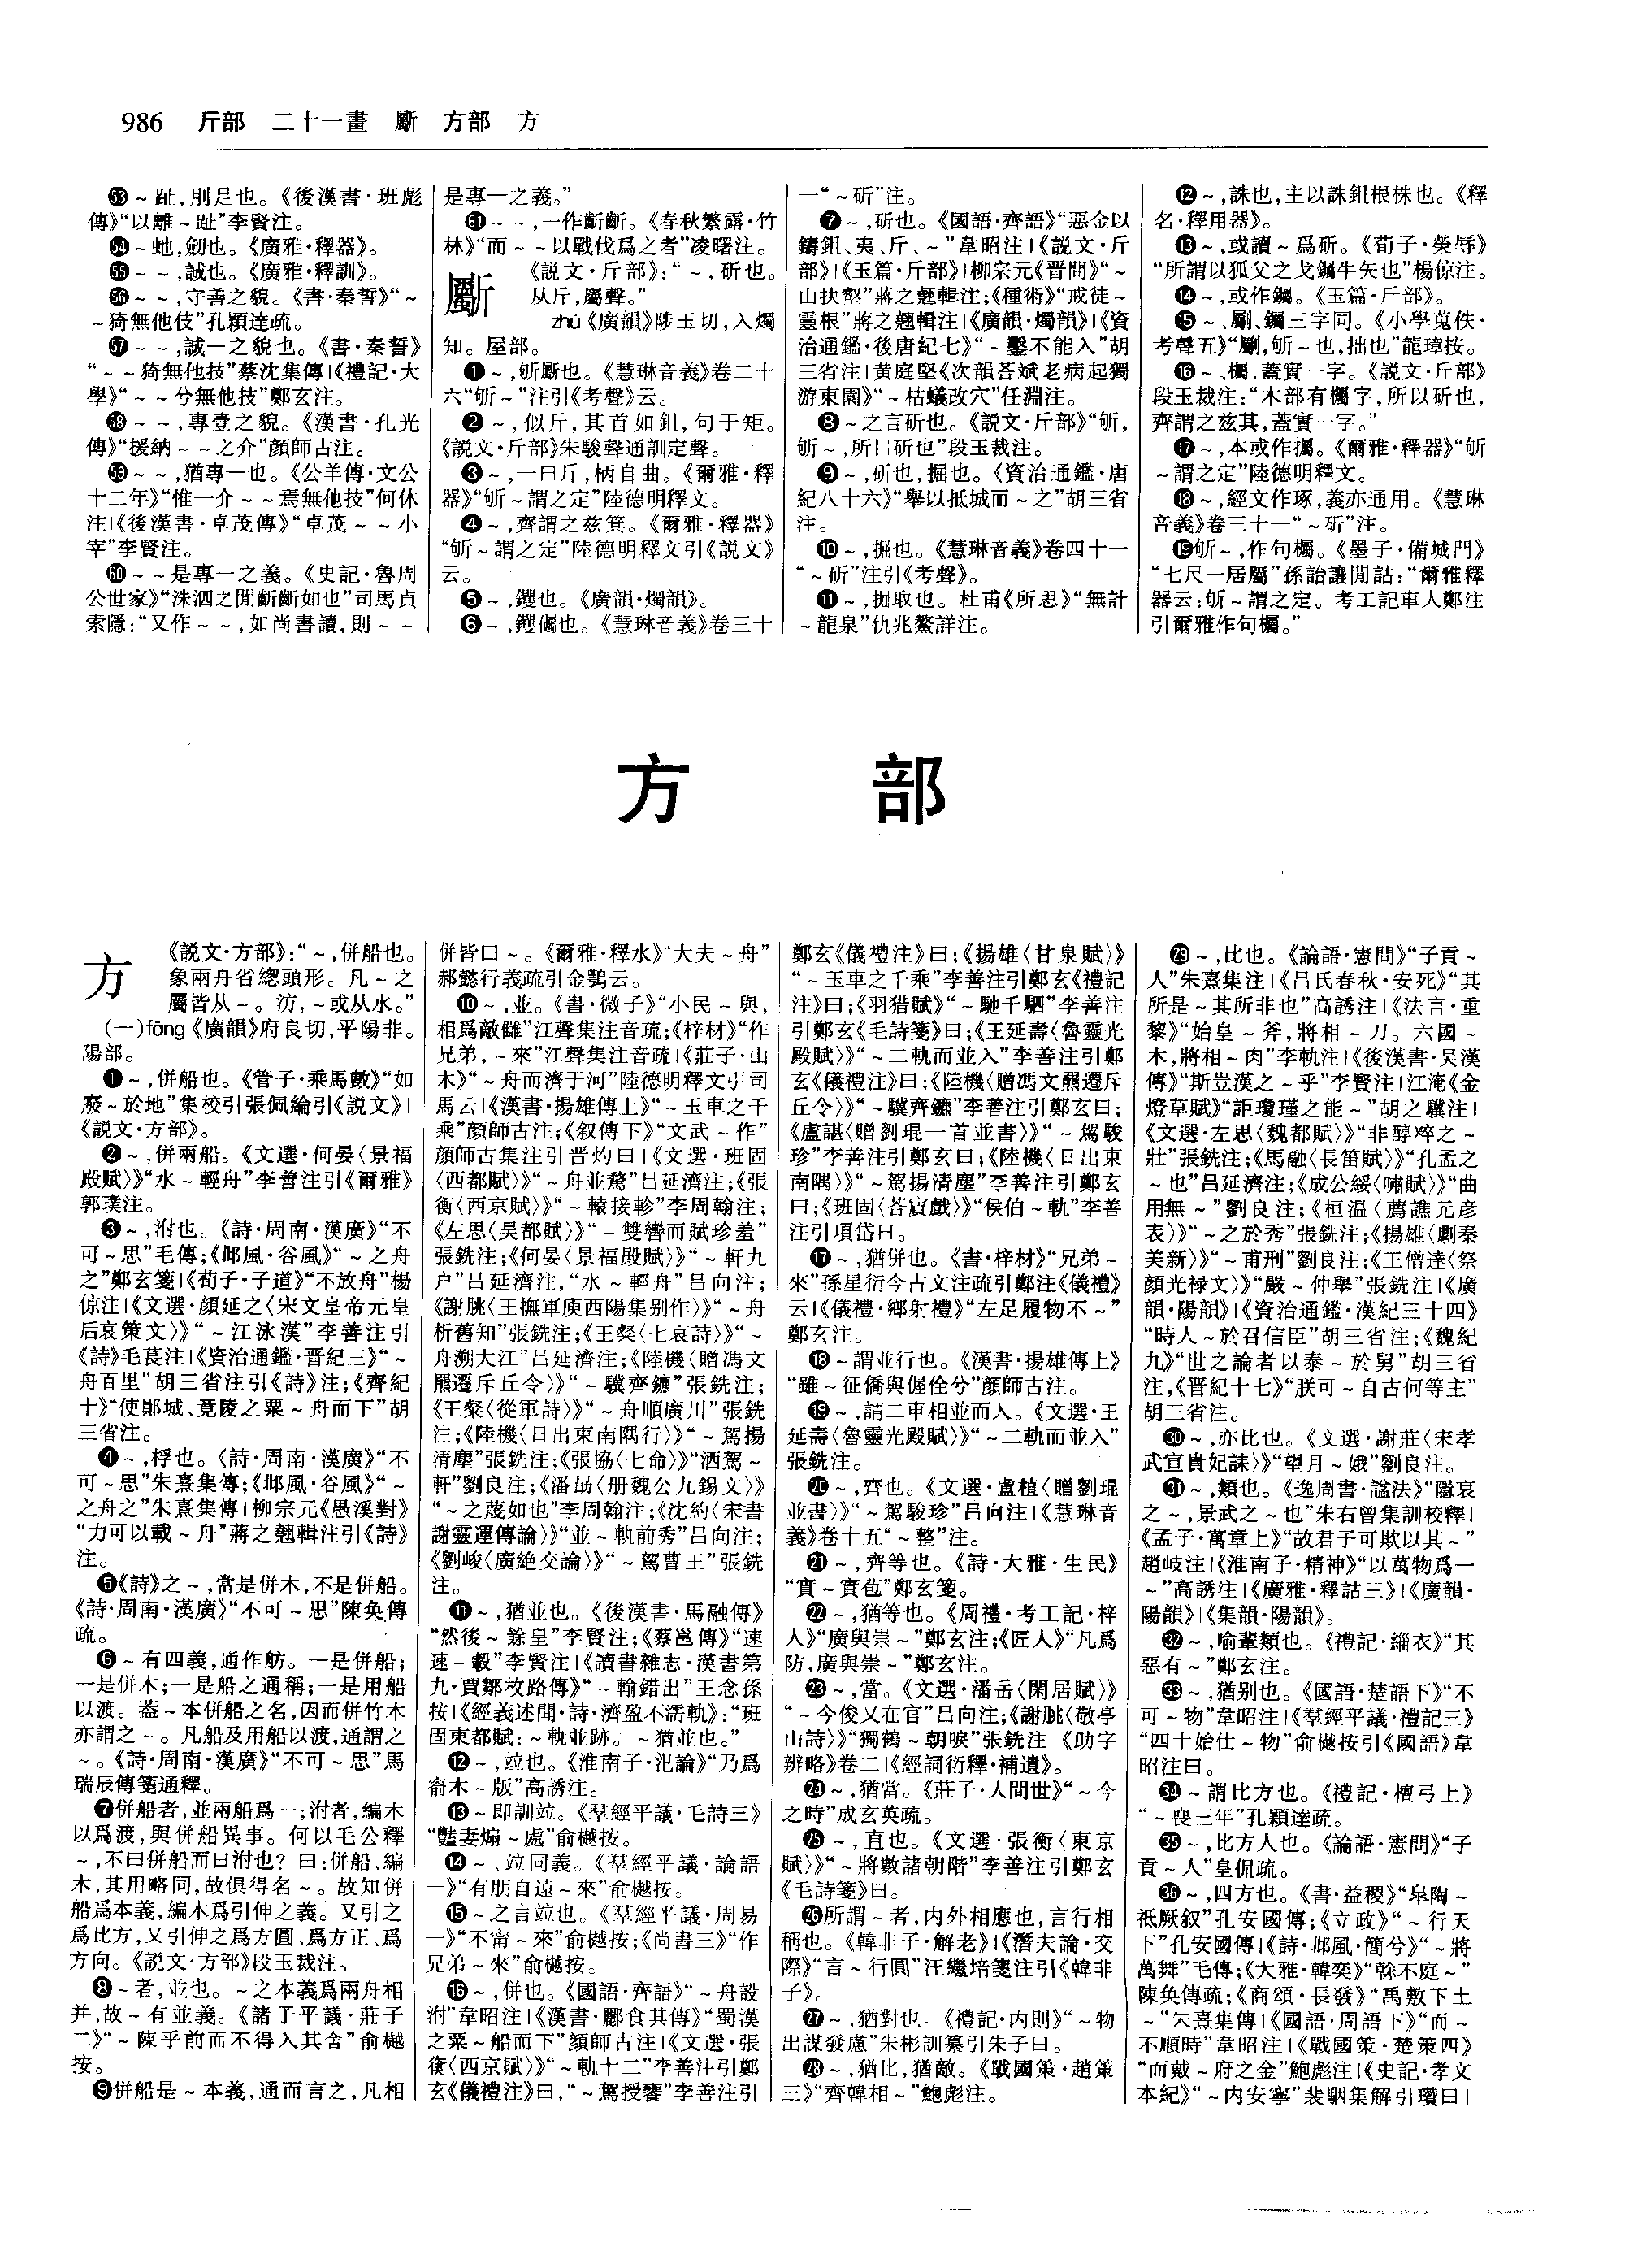 986 斤部 二十一畫 斸 方部 方
53～趾,刖足也。《後漢書·班彪
傳》“以離～趾”李賢注。
54～虵,劒也。《廣雅·釋器》。
55～～,誠也。《廣雅·釋訓》。
56～～,守善之貌。《書·秦誓》“～
～猗無他伎”孔穎達疏。
57～～,誠一之貌也。《書·秦誓》
“～～猗無他技”蔡沈集傳|《禮記·大
學》“～～兮無他技”鄭玄注。
58～～,專壹之貌。《漢書·孔光
傳》“援納～～之介”顏師古注。
59～～,猶專一也。《公羊傳·文公
十二年》“惟一介～～焉無他技”何休
注|《後漢書·卓茂傳》“卓茂～～小
宰”李賢注。
60～～是專一之義。《史記·魯周
公世家》“洙泗之閒齗齗如也”司馬貞
索隱:“又作～～,如尚書讀,則～～
是專一之義。”
61～～,一作齗齗。《春秋繁露·竹
林》“而～～以戰伐爲之者”凌曙注。
斸
《説文·斤部》:“～,斫也。
从斤,屬聲。”
zhú《廣韻》陟玉切,入燭
知。屋部。
❶～,斪斸也。《慧琳音義》卷二十
六“斪～”注引《考聲》云。
❷～,似斤,其首如鉏,句于矩。
《説文·斤部》朱駿聲通訓定聲。
❸～,一曰斤,柄自曲。《爾雅·釋
器》“斪～謂之定”陸德明釋文。
❹～,齊謂之兹箕。《爾雅·釋器》
“斪～謂之定”陸德明釋文引《説文》
云。
❺～,钁也。《廣韻·燭韻》。
❻～,钁偑也。《慧琳音義》卷三十
一“～斫”注。
❼～,斫也。《國語·齊語》“惡金以
鑄鉏、夷、斤、～”韋昭注|《説文·斤
部》|《玉篇·斤部》|柳宗元《晋問》“～
山抉壑”蔣之翹輯注;《種術》“戒徒～
靈根”蔣之翹輯注|《廣韻·燭韻》|《資
治通鑑·後唐紀七》“～鑿不能入”胡
三省注|黄庭堅《次韻荅斌老病起獨
游東園》“～枯蟻改穴”任淵注。
❽～之言斫也。《説文·斤部》“斪,
斪～,所㠯斫也”段玉裁注。
❾～,斫也,掘也。《資治通鑑·唐
紀八十六》“舉以抵城而～之”胡三省
注。
❿～,掘也。《慧琳音義》卷四十一
“～斫”注引《考聲》。
⓫～,掘取也。杜甫《所思》“無計
～龍泉”仇兆鰲詳注。
⓬～,誅也,主以誅鉏根株也。《釋
名·釋用器》。
⓭～,或讀～爲斫。《荀子·榮辱》
“所謂以狐父之戈钃牛矢也”楊倞注。
⓮～,或作钃。《玉篇·斤部》。
⓯～、劚、钃三字同。《小學蒐佚·
考聲五》“劚,斪～也,拙也”龍璋按。
⓰～、欘,蓋實一字。《説文·斤部》
段玉裁注:“木部有欘字,所以斫也,
齊謂之兹其,蓋實一字。”
⓱～,本或作㩉。《爾雅·釋器》“斪
～謂之定”陸德明釋文。
⓲～,經文作琢,義亦通用。《慧琳
音義》卷三十一“～斫”注。
⓳斪～,作句欘。《墨子·備城門》
“七尺一居屬”孫詒讓閒詁:“爾雅釋
器云:斪～謂之定。考工記車人鄭注
引爾雅作句欘。”
方 部
方
《説文·方部》:“～,併船也。
象兩舟省緫頭形。凡～之
屬皆从～。汸,～或从水。”
(一)fāng《廣韻》府良切,平陽非。
陽部。
❶～,併船也。《管子·乘馬數》“如
廢～於地”集校引張佩綸引《説文》|
《説文·方部》。
❷～,併兩船。《文選·何晏〈景福
殿賦〉》“水～輕舟”李善注引《爾雅》
郭璞注。
❸～,泭也。《詩·周南·漢廣》“不
可～思”毛傳;《邶風·谷風》“～之舟
之”鄭玄箋|《荀子·子道》“不放舟”楊
倞注|《文選·顔延之〈宋文皇帝元皇
后哀策文〉》“～江泳漢”李善注引
《詩》毛萇注|《資治通鑑·晋紀三》“～
舟百里”胡三省注引《詩》注;《齊紀
十》“使鄖城、竟陵之粟～舟而下”胡
三省注。
❹～,桴也。《詩·周南·漢廣》“不
可～思”朱熹集傳;《邶風·谷風》“～
之舟之”朱熹集傳|柳宗元《愚溪對》
“力可以載～舟”蔣之翹輯注引《詩》
注。
❺《詩》之～,當是併木,不是併船。
《詩·周南·漢廣》“不可～思”陳奐傳
疏。
❻～有四義,通作舫。一是併船;
一是併木;一是船之通稱;一是用船
以渡。葢～本併船之名,因而併竹木
亦謂之～。凡船及用船以渡,通謂之
～。《詩·周南·漢廣》“不可～思”馬
瑞辰傳箋通釋。
❼併船者,並兩船爲一;泭者,編木
以爲渡,與併船異事。何以毛公釋
～,不曰併船而曰泭也？曰:併船、編
木,其用略同,故俱得名～。故知併
船爲本義,編木爲引伸之義。又引之
爲比方,又引伸之爲方圓、爲方正、爲
方向。《説文·方部》段玉裁注。
❽～者,並也。～之本義爲兩舟相
并,故～有並義。《諸子平議·莊子
二》“～陳乎前而不得入其舍”俞樾
按。
❾併船是～本義,通而言之,凡相
併皆曰～。《爾雅·釋水》“大夫～舟”
郝懿行義疏引金鶚云。
❿～,並。《書·微子》“小民～與,
相爲敵讎”江聲集注音疏;《梓材》“作
兄弟,～來”江聲集注音疏|《莊子·山
木》“～舟而濟于河”陸德明釋文引司
馬云|《漢書·揚雄傳上》“～玉車之千
乘”顔師古注;《叙傳下》“文武～作”
顔師古集注引晋灼曰|《文選·班固
〈西都賦〉》“～舟並騖”吕延濟注;《張
衡〈西京賦〉》“～轅接軫”李周翰注;
《左思〈吴都賦〉》“～雙轡而賦珍羞”
張銑注;《何晏〈景福殿賦〉》“～軒九
户”吕延濟注,“水～輕舟”吕向注;
《謝朓〈王撫軍庾西陽集别作〉》“～舟
析舊知”張銑注;《王粲〈七哀詩〉》“～
舟溯大江”吕延濟注;《陸機〈贈馮文
羆遷斥丘令〉》“～驥齊鑣”張銑注;
《王粲〈從軍詩〉》“～舟順廣川”張銑
注;《陸機〈日出東南隅行〉》“～駕揚
清塵”張銑注;《張協〈七命〉》“洒駕～
軒”劉良注;《潘勗〈册魏公九錫文〉》
“～之蔑如也”李周翰注;《沈約〈宋書
謝靈運傳論〉》“並～軌前秀”吕向注;
《劉峻〈廣絶交論〉》“～駕曹王”張銑
注。
⓫～,猶並也。《後漢書·馬融傳》
“然後～餘皇”李賢注;《蔡邕傳》“速
速～轂”李賢注|《讀書雜志·漢書第
九·賈鄒枚路傳》“～輸錯出”王念孫
按|《經義述聞·詩·濟盈不濡軌》:“班
固東都賦:～軌並跡。～猶並也。”
⓬～,竝也。《淮南子·氾論》“乃爲
窬木～版”高誘注。
⓭～即訓竝。《羣經平議·毛詩三》
“豔妻煽～處”俞樾按。
⓮～、竝同義。《羣經平議·論語
一》“有朋自遠～來”俞樾按。
⓯～之言竝也。《羣經平議·周易
一》“不甯～來”俞樾按;《尚書三》“作
兄弟～來”俞樾按。
⓰～,併也。《國語·齊語》“～舟設
泭”韋昭注|《漢書·酈食其傳》“蜀漢
之粟～船而下”顔師古注|《文選·張
衡〈西京賦〉》“～軌十二”李善注引鄭
玄《儀禮注》曰,“～駕授饔”李善注引
鄭玄《儀禮注》曰;《揚雄〈甘泉賦〉》
“～玉車之千乘”李善注引鄭玄《禮記
注》曰;《羽猎賦》“～馳千駟”李善注
引鄭玄《毛詩箋》曰;《王延壽〈魯靈光
殿賦〉》“～二軌而並入”李善注引鄭
玄《儀禮注》曰;《陸機〈贈馮文羆遷斥
丘令〉》“～驥齊鑣”李善注引鄭玄曰;
《盧諶〈贈劉琨一首並書〉》“～駕駿
珍”李善注引鄭玄曰;《陸機〈日出東
南隅〉》“～駕揚清塵”李善注引鄭玄
曰;《班固〈荅賓戲〉》“侯伯～軌”李善
注引項岱曰。
⓱～,猶併也。《書·梓材》“兄弟～
來”孫星衍今古文注疏引鄭注《儀禮》
云|《儀禮·鄉射禮》“左足履物不～”
鄭玄注。
⓲～謂並行也。《漢書·揚雄傳上》
“雖～征僑與偓佺兮”顔師古注。
⓳～,謂二車相並而入。《文選·王
延壽〈魯靈光殿賦〉》“～二軌而並入”
張銑注。
⓴～,齊也。《文選·盧植〈贈劉琨
並書〉》“～駕駿珍”吕向注|《慧琳音
義》卷十五“～整”注。
21～,齊等也。《詩·大雅·生民》
“實～實苞”鄭玄箋。
22～,猶等也。《周禮·考工記·梓
人》“廣與崇～”鄭玄注;《匠人》“凡爲
防,廣與崇～”鄭玄注。
23～,當。《文選·潘岳〈閑居賦〉》
“～今俊乂在官”吕向注;《謝朓〈敬亭
山詩〉》“獨鶴～朝唳”張銑注|《助字
辨略》卷二|《經詞衍釋·補遺》。
24～,猶當。《莊子·人間世》“～今
之時”成玄英疏。
25～,直也。《文選·張衡〈東京
賦〉》“～將數諸朝階”李善注引鄭玄
《毛詩箋》曰。
26所謂～者,内外相應也,言行相
稱也。《韓非子·解老》|《潛夫論·交
際》“言～行圓”汪繼培箋注引《韓非
子》。
27～,猶對也。《禮記·内則》“～物
出謀發慮”朱彬訓纂引朱子曰。
28～,猶比,猶敵。《戰國策·趙策
三》“齊韓相～”鮑彪注。
29～,比也。《論語·憲問》“子貢～
人”朱熹集注|《吕氏春秋·安死》“其
所是～其所非也”高誘注|《法言·重
黎》“始皇～斧,將相～刀。六國～
木,將相～肉”李軌注|《後漢書·吴漢
傳》“斯豈漢之～乎”李賢注|江淹《金
燈草賦》“詎瓊瑾之能～”胡之驥注|
《文選·左思〈魏都賦〉》“非醇粹之～
壯”張銑注;《馬融〈長笛賦〉》“孔孟之
～也”吕延濟注;《成公綏〈嘯賦〉》“曲
用無～”劉良注;《桓温〈薦譙元彦
表〉》“～之於秀”張銑注;《揚雄〈劇秦
美新〉》“～甫刑”劉良注;《王僧達〈祭
顔光禄文〉》“嚴～仲舉”張銑注|《廣
韻·陽韻》|《資治通鑑·漢紀三十四》
“時人～於召信臣”胡三省注;《魏紀
九》“世之論者以泰～於舅”胡三省
注,《晋紀十七》“朕可～自古何等主”
胡三省注。
30～,亦比也。《文選·謝莊〈宋孝
武宣貴妃誄〉》“望月～娥”劉良注。
31～,類也。《逸周書·謚法》“隱哀
之～,景武之～也”朱右曾集訓校釋|
《孟子·萬章上》“故君子可欺以其～”
趙岐注|《淮南子·精神》“以萬物爲一
～”高誘注|《廣雅·釋詁三》|《廣韻·
陽韻》|《集韻·陽韻》。
32～,喻輩類也。《禮記·緇衣》“其
惡有～”鄭玄注。
33～,猶别也。《國語·楚語下》“不
可～物”韋昭注|《羣經平議·禮記三》
“四十始仕～物”俞樾按引《國語》韋
昭注曰。
34～謂比方也。《禮記·檀弓上》
“～喪三年”孔穎達疏。
35～,比方人也。《論語·憲問》“子
貢～人”皇侃疏。
36～,四方也。《書·益稷》“臯陶～
衹厥叙”孔安國傳;《立政》“～行天
下”孔安國傳|《詩·邶風·簡兮》“～將
萬舞”毛傳;《大雅·韓奕》“榦不庭～”
陳奐傳疏;《商頌·長發》“禹敷下土
～”朱熹集傳|《國語·周語下》“而～
不順時”韋昭注|《戰國策·楚策四》
“而戴～府之金”鮑彪注|《史記·孝文
本紀》“～内安寧”裴駰集解引瓚曰|